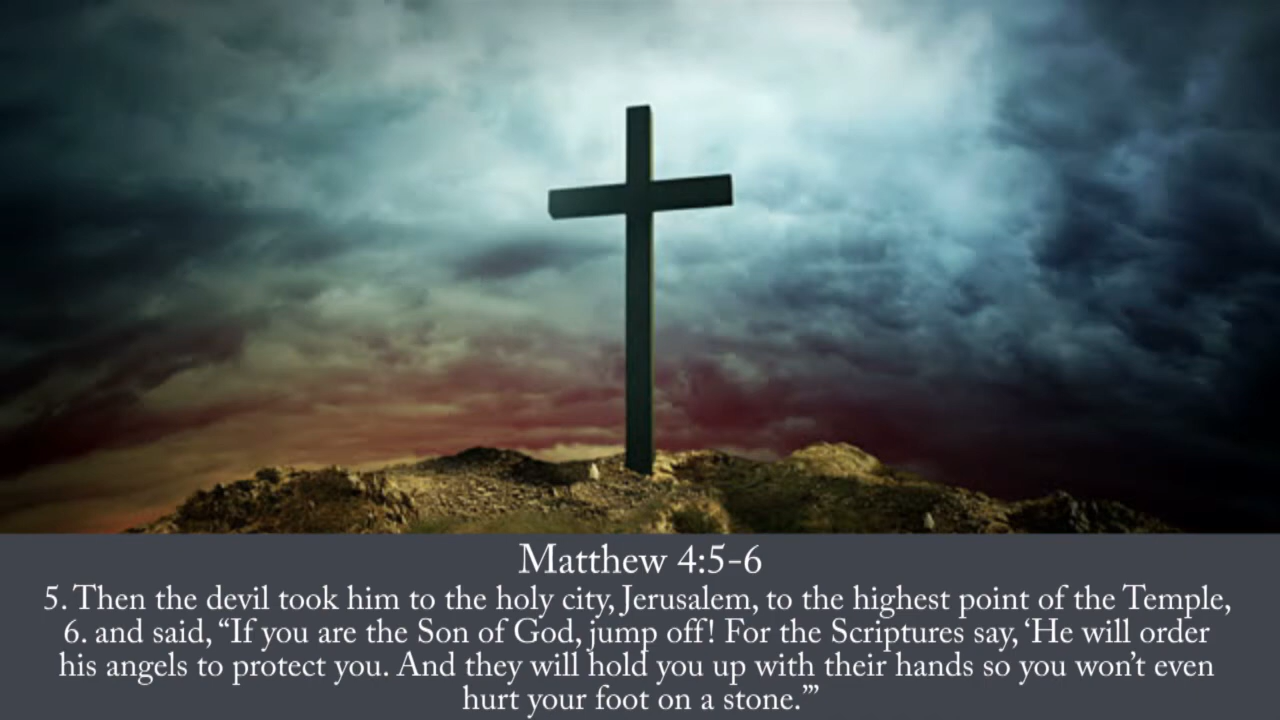 Matthew 4:5-6
5. Then the devil took him to the holy city, Jerusalem, to the highest point of the Temple,
6. and said, “If you are the Son of God, jump off! For the Scriptures say, ‘He will order
his angels to protect you. And they will hold you up with their hands so you won’t even
hurt your foot on a stone.’”